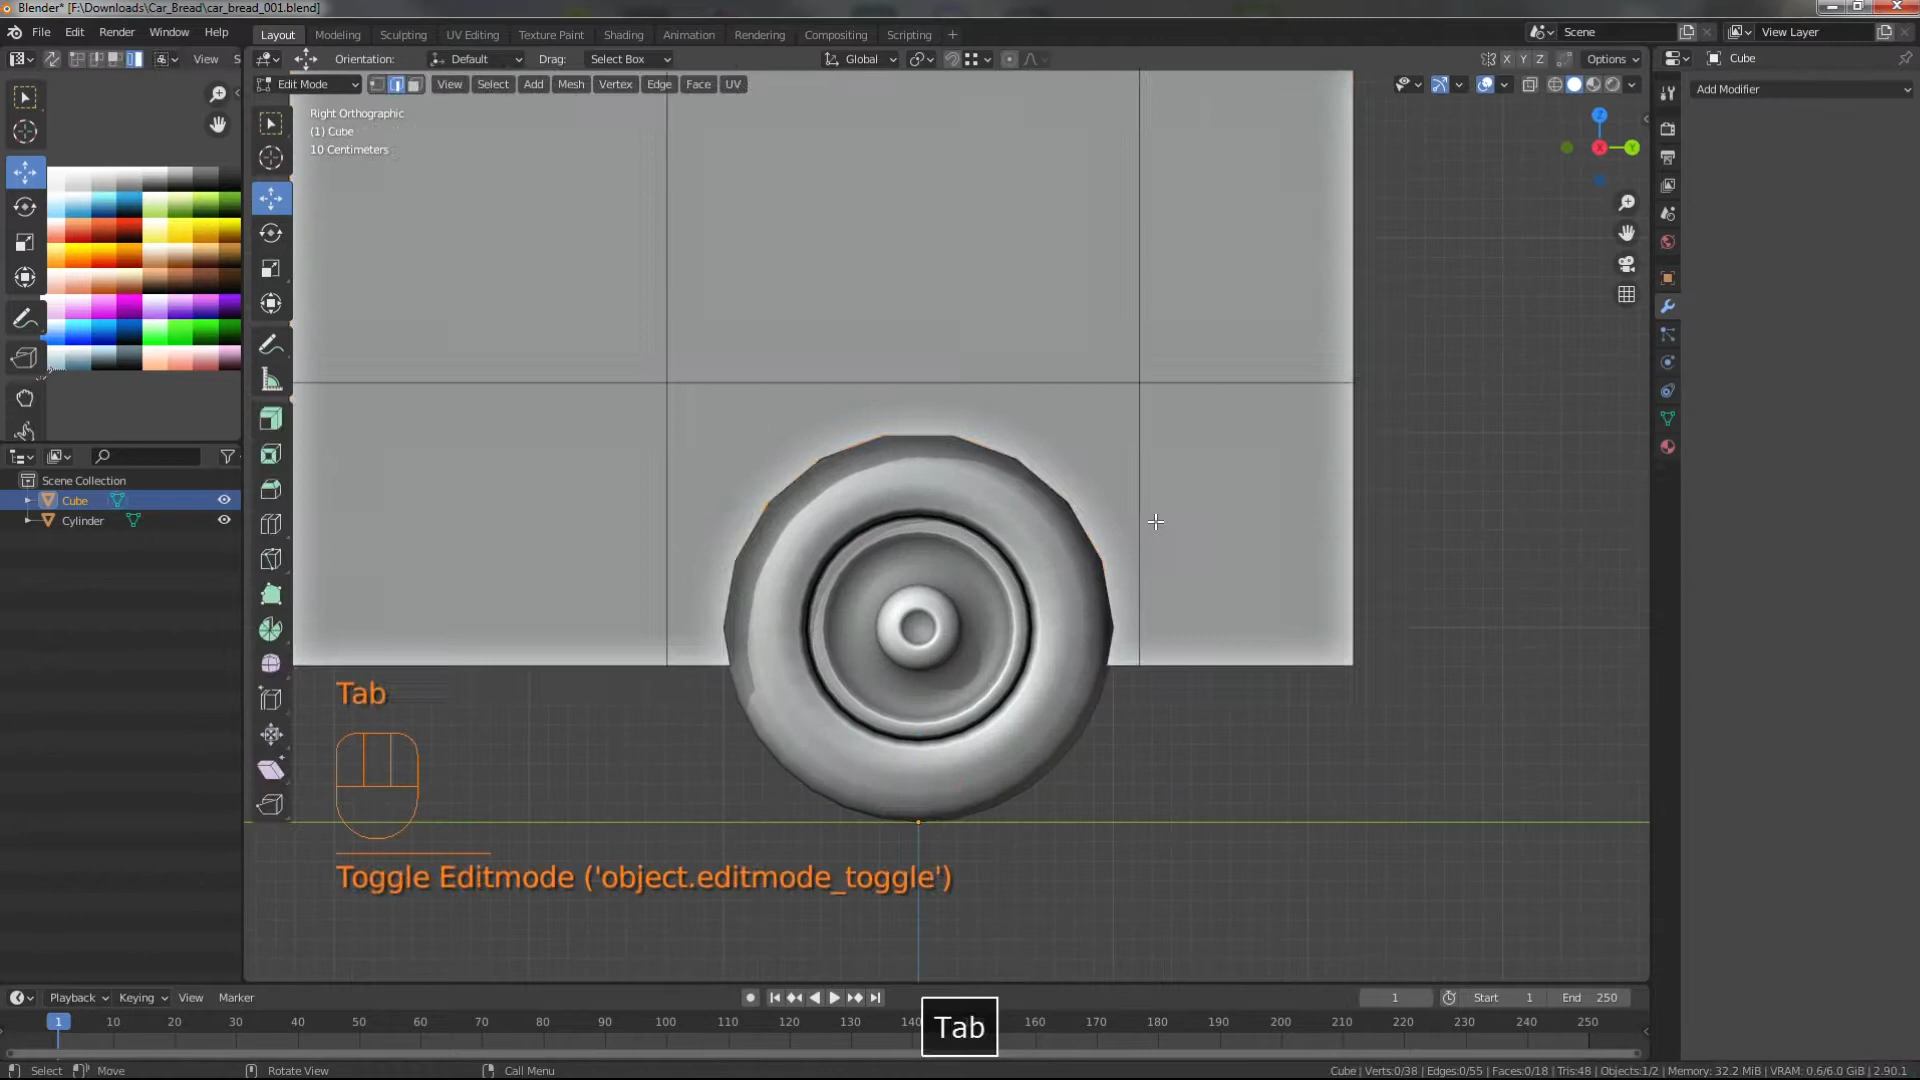 Blender* [F:\Downloads\Car_Bread\car_bread_001.blend]
File Edit Render Window Help
Layout Modeling Sculpting UV Editing Texture Paint Shading Animation Rendering Compositing Scripting +
Scene
View Layer
View S
Orientation: Default Drag: Select Box
Global
X Y Z Options
Cube
Edit Mode View Select Add Mesh Vertex Edge Face UV
Add Modifier
Right Orthographic
(1) Cube
10 Centimeters
Z
X
Y
Scene Collection
Cube
Cylinder
Tab
Toggle Editmode ('object.editmode_toggle')
Playback Keying View Marker
1 Start 1 End 250
1 10 20 30 40 50 60 70 80 90 100 110 120 130 140 160 170 180 190 200 210 220 230 240 250
Tab
Select Move Rotate View Call Menu
Cube | Verts:0/38 | Edges:0/55 | Faces:0/18 | Tris:48 | Objects:1/2 | Memory: 32.2 MiB | VRAM: 0.6/6.0 GiB | 2.90.1